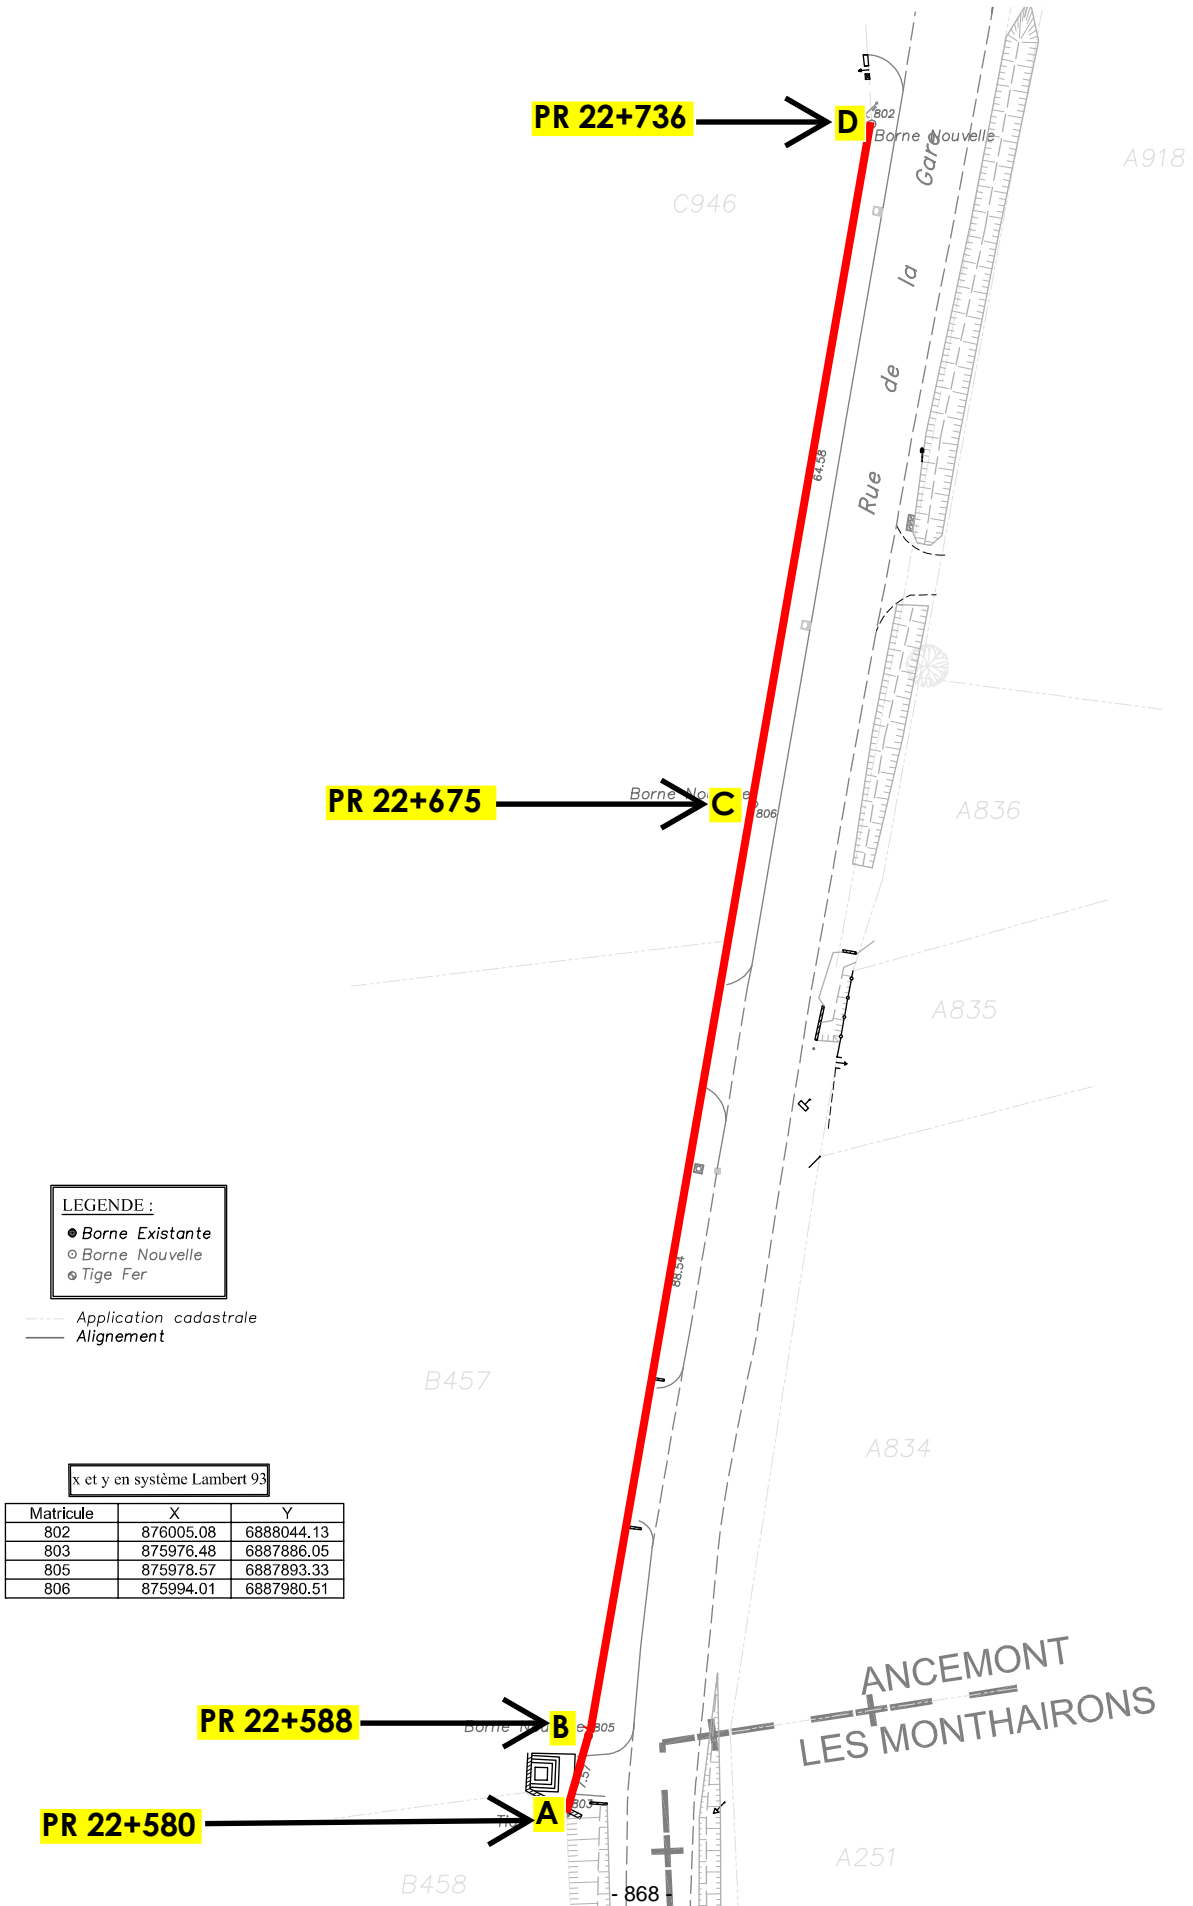 PR 22+736
D
802
Borne Nouvelle
A918
C946
Rue de la Gare
64.58
PR 22+675
C
806
A836
A835
88.54
LEGENDE :
Borne Existante
Borne Nouvelle
Tige Fer
Application cadastrale
Alignement
B457
A834
x et y en système Lambert 93
Matricule X Y
802 876005.08 6888044.13
803 875976.48 6887886.05
805 875978.57 6887893.33
806 875994.01 6887980.51
ANCEMONT
LES MONTHAIRONS
PR 22+588
Borne
B
805
7.57
803
PR 22+580
A
A251
B458
- 868 -